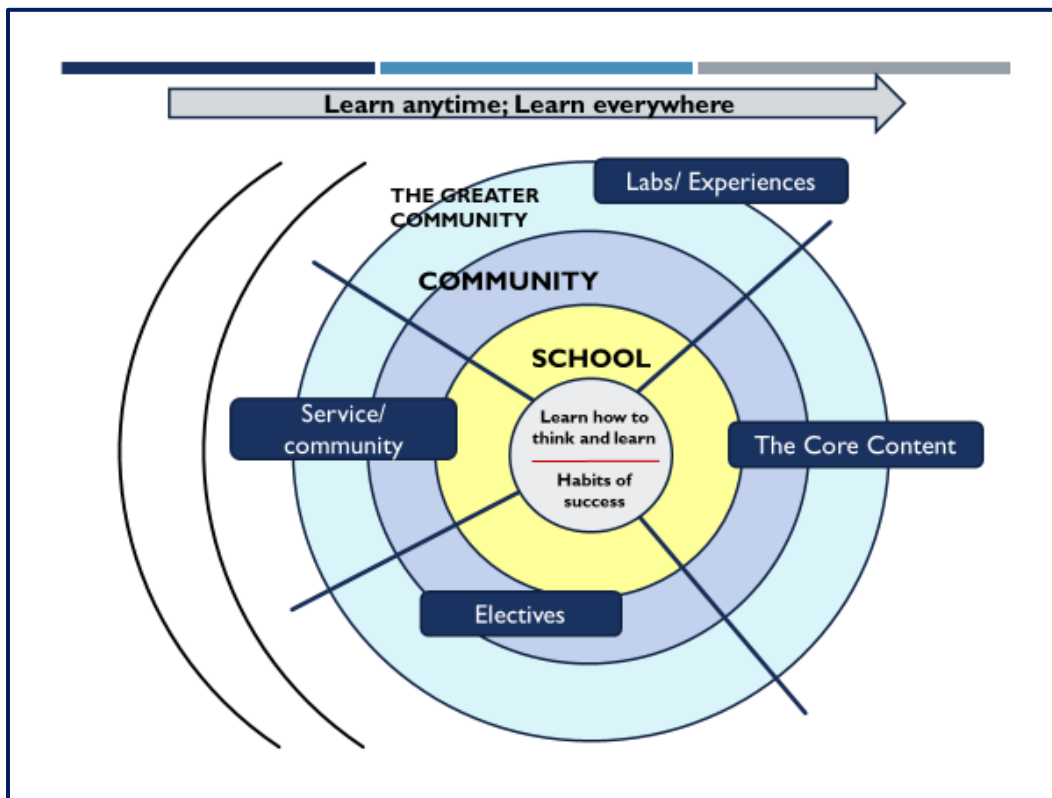 Learn anytime; Learn everywhere
Labs/ Experiences
THE GREATER
COMMUNITY
COMMUNITY
SCHOOL
Learn how to
think and learn
Habits of
success
Service/
community
The Core Content
Electives